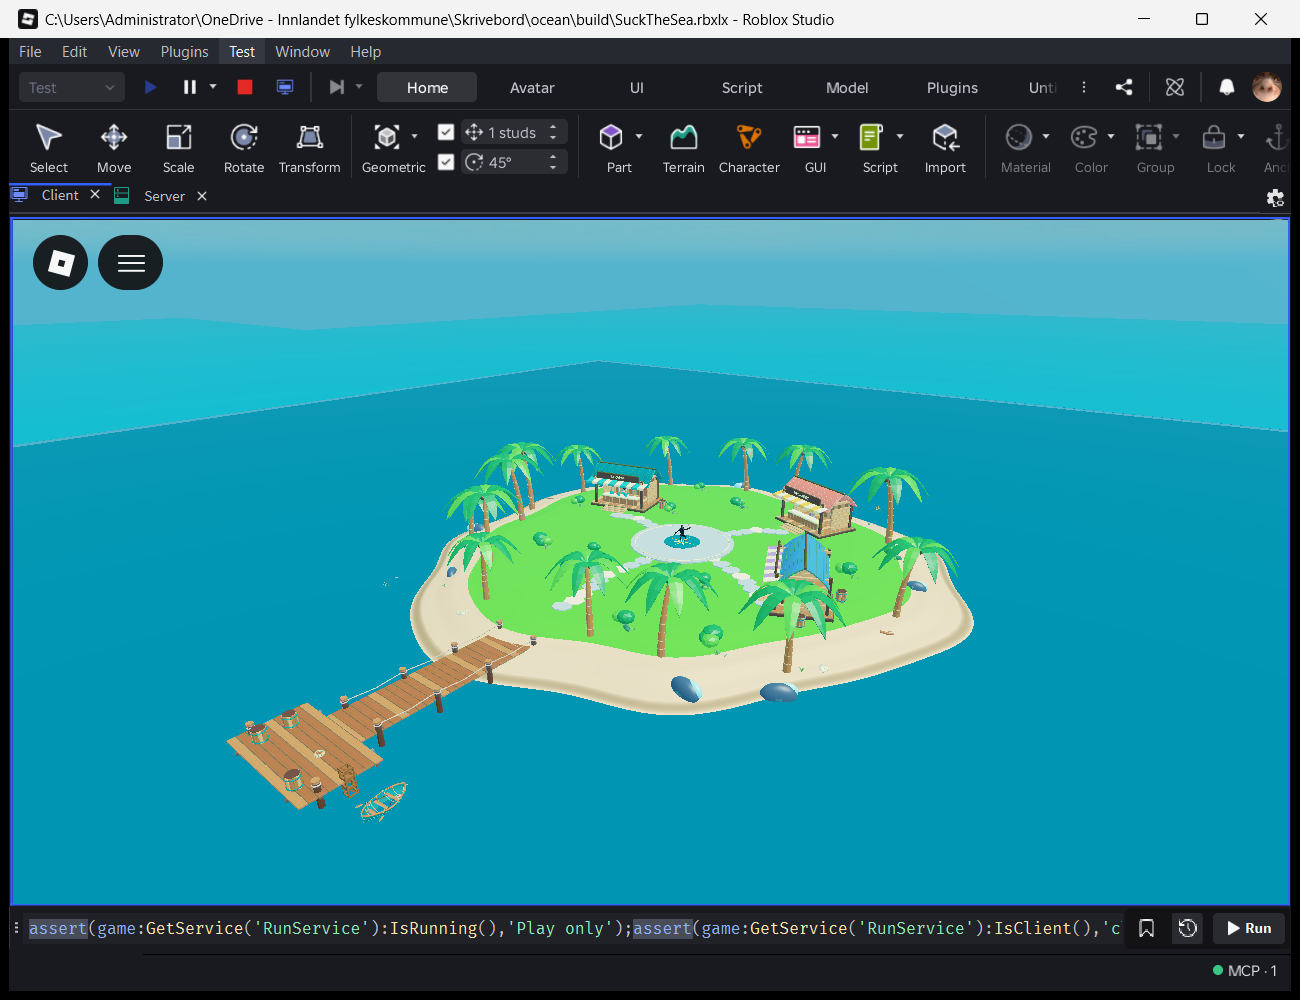 C:\Users\Administrator\OneDrive - Innlandet fylkeskommune\Skrivebord\ocean\build\SuckTheSea.rbxlx - Roblox Studio
File Edit View Plugins Test Window Help
Test Home Avatar UI Script Model Plugins Unti
1 studs
45°
Select Move Scale Rotate Transform Geometric Part Terrain Character GUI Script Import Material Color Group Lock Anc
Client Server
assert(game:GetService('RunService'):IsRunning(),'Play only');assert(game:GetService('RunService'):IsClient(),'c
Run
MCP · 1